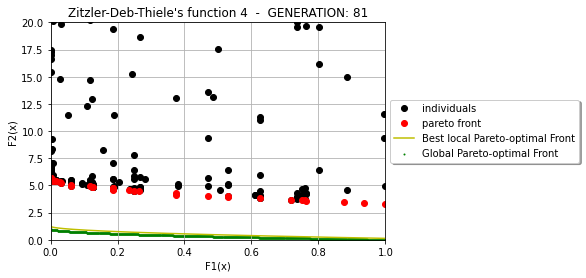 Zitzler-Deb-Thiele's function 4 - GENERATION: 81
20.0
17.5
15.0
12.5
10.0
7.5
5.0
2.5
0.0
F2(x)
0.0 0.2 0.4 0.6 0.8 1.0
F1(x)
individuals
pareto front
Best local Pareto-optimal Front
Global Pareto-optimal Front